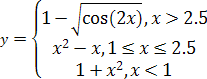 y = { 1 − √cos(2x), x > 2.5
x² − x, 1 ≤ x ≤ 2.5
1 + x², x < 1